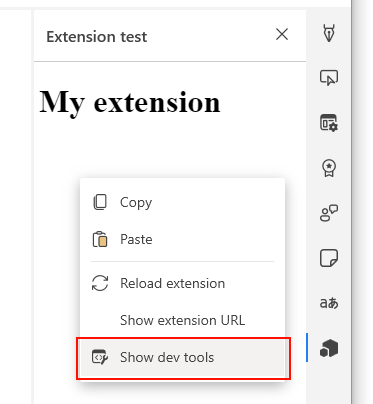 Extension test
My extension
Copy
Paste
Reload extension
Show extension URL
Show dev tools
aあ